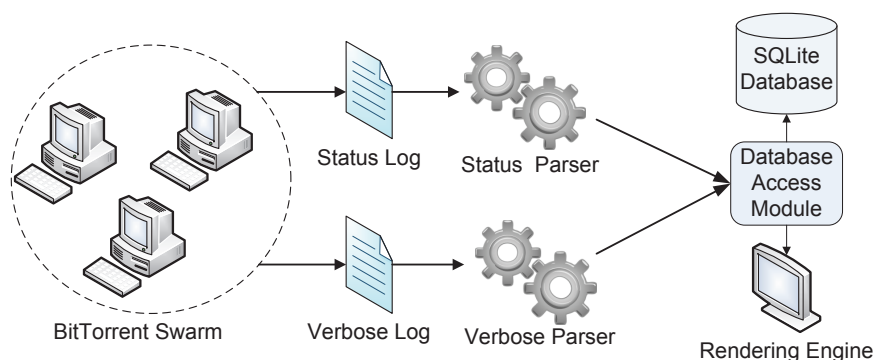 SQLite
Database
Status Log
Status Parser
Database
Access
Module
BitTorrent Swarm
Verbose Log
Verbose Parser
Rendering Engine